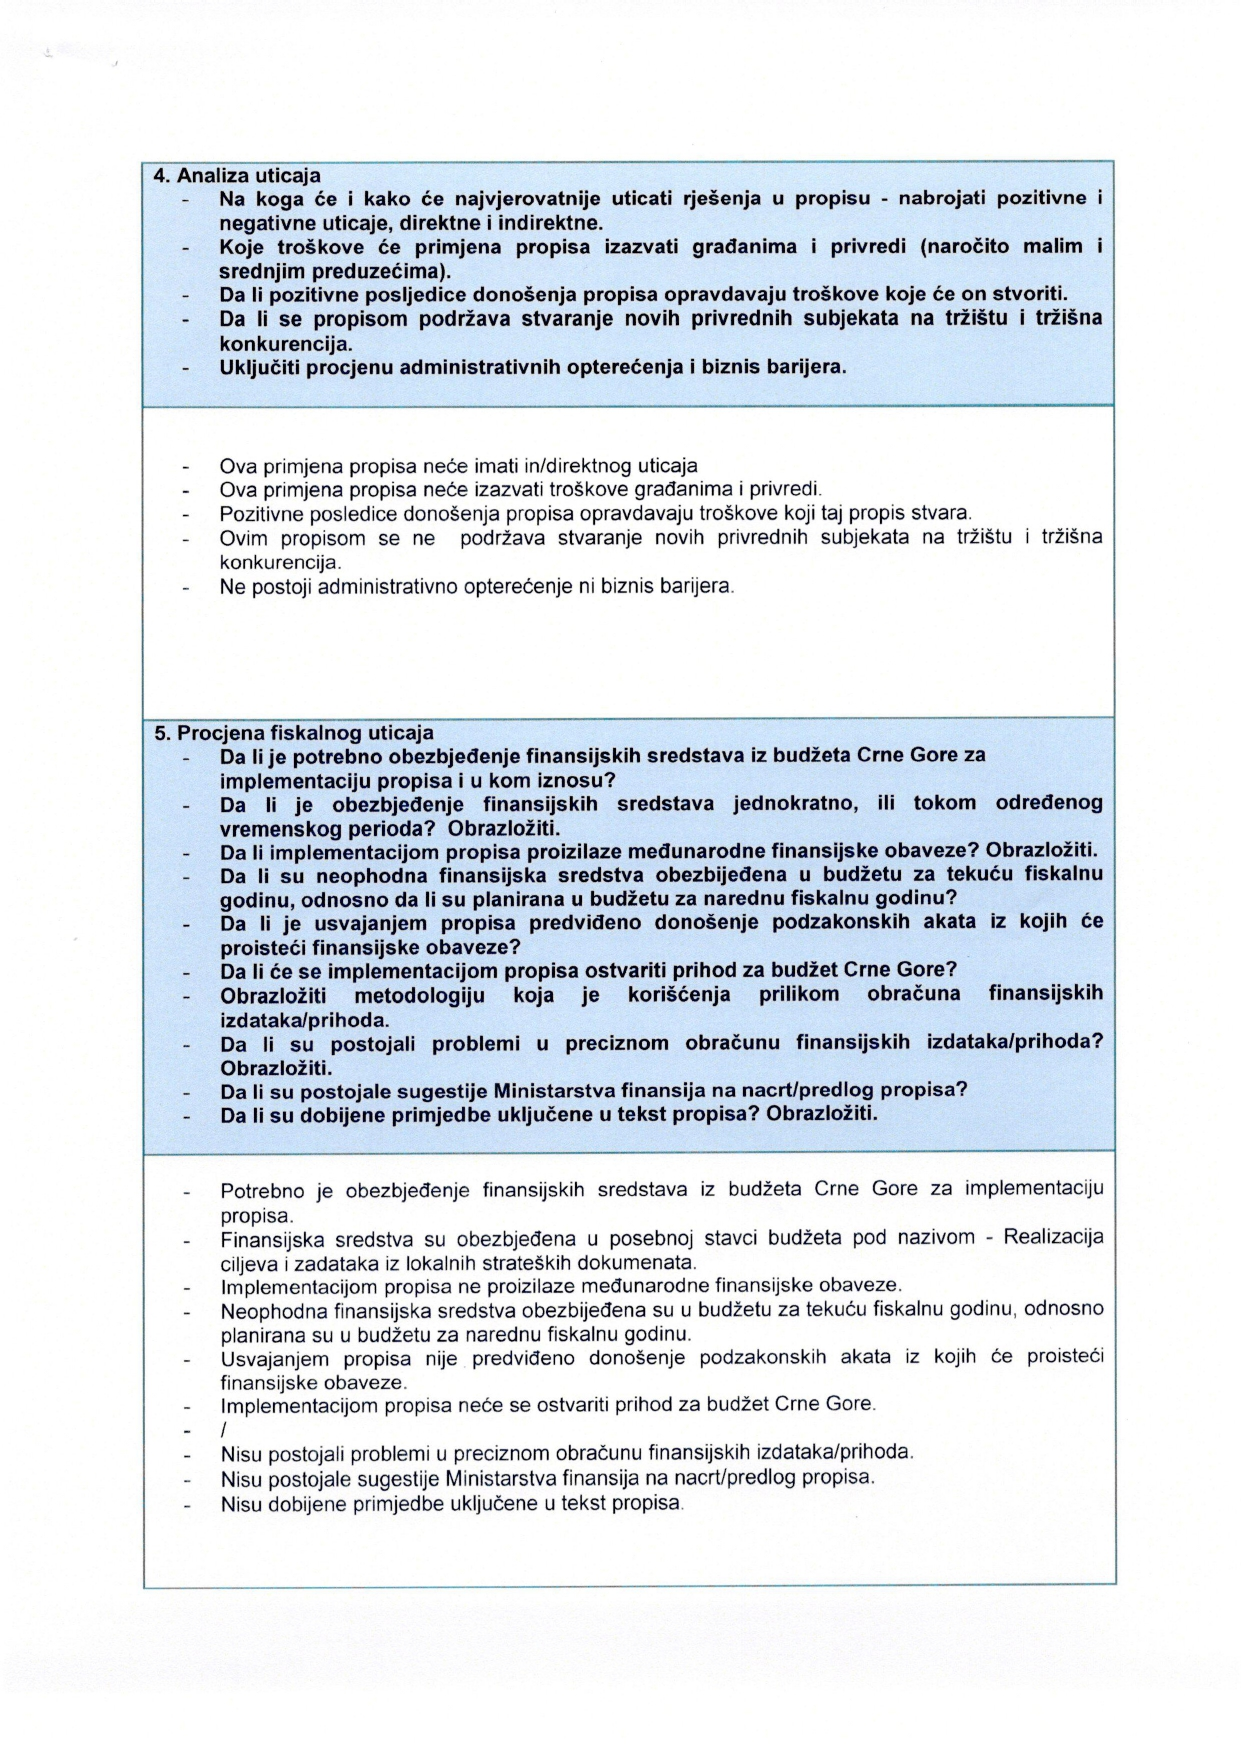 4. Analiza uticaja
- Na koga će i kako će najvjerovatnije uticati rješenja u propisu - nabrojati pozitivne i
negativne uticaje, direktne i indirektne.
- Koje troškove će primjena propisa izazvati građanima i privredi (naročito malim i
srednjim preduzećima).
- Da li pozitivne posljedice donošenja propisa opravdavaju troškove koje će on stvoriti.
- Da li se propisom podržava stvaranje novih privrednih subjekata na tržištu i tržišna
konkurencija.
- Uključiti procjenu administrativnih opterećenja i biznis barijera.
- Ova primjena propisa neće imati in/direktnog uticaja
- Ova primjena propisa neće izazvati troškove građanima i privredi.
- Pozitivne posledice donošenja propisa opravdavaju troškove koji taj propis stvara.
- Ovim propisom se ne podržava stvaranje novih privrednih subjekata na tržištu i tržišna
konkurencija.
- Ne postoji administrativno opterećenje ni biznis barijera.
5. Procjena fiskalnog uticaja
- Da li je potrebno obezbjeđenje finansijskih sredstava iz budžeta Crne Gore za
implementaciju propisa i u kom iznosu?
- Da li je obezbjeđenje finansijskih sredstava jednokratno, ili tokom određenog
vremenskog perioda? Obrazložiti.
- Da li implementacijom propisa proizilaze međunarodne finansijske obaveze? Obrazložiti.
- Da li su neophodna finansijska sredstva obezbijeđena u budžetu za tekuću fiskalnu
godinu, odnosno da li su planirana u budžetu za narednu fiskalnu godinu?
- Da li je usvajanjem propisa predviđeno donošenje podzakonskih akata iz kojih će
proisteći finansijske obaveze?
- Da li će se implementacijom propisa ostvariti prihod za budžet Crne Gore?
- Obrazložiti metodologiju koja je korišćenja prilikom obračuna finansijskih
izdataka/prihoda.
- Da li su postojali problemi u preciznom obračunu finansijskih izdataka/prihoda?
Obrazložiti.
- Da li su postojale sugestije Ministarstva finansija na nacrt/predlog propisa?
- Da li su dobijene primjedbe uključene u tekst propisa? Obrazložiti.
- Potrebno je obezbjeđenje finansijskih sredstava iz budžeta Crne Gore za implementaciju
propisa.
- Finansijska sredstva su obezbjeđena u posebnoj stavci budžeta pod nazivom - Realizacija
ciljeva i zadataka iz lokalnih strateških dokumenata.
- Implementacijom propisa ne proizilaze međunarodne finansijske obaveze.
- Neophodna finansijska sredstva obezbijeđena su u budžetu za tekuću fiskalnu godinu, odnosno
planirana su u budžetu za narednu fiskalnu godinu.
- Usvajanjem propisa nije predviđeno donošenje podzakonskih akata iz kojih će proisteći
finansijske obaveze.
- Implementacijom propisa neće se ostvariti prihod za budžet Crne Gore.
- /
- Nisu postojali problemi u preciznom obračunu finansijskih izdataka/prihoda.
- Nisu postojale sugestije Ministarstva finansija na nacrt/predlog propisa.
- Nisu dobijene primjedbe uključene u tekst propisa.